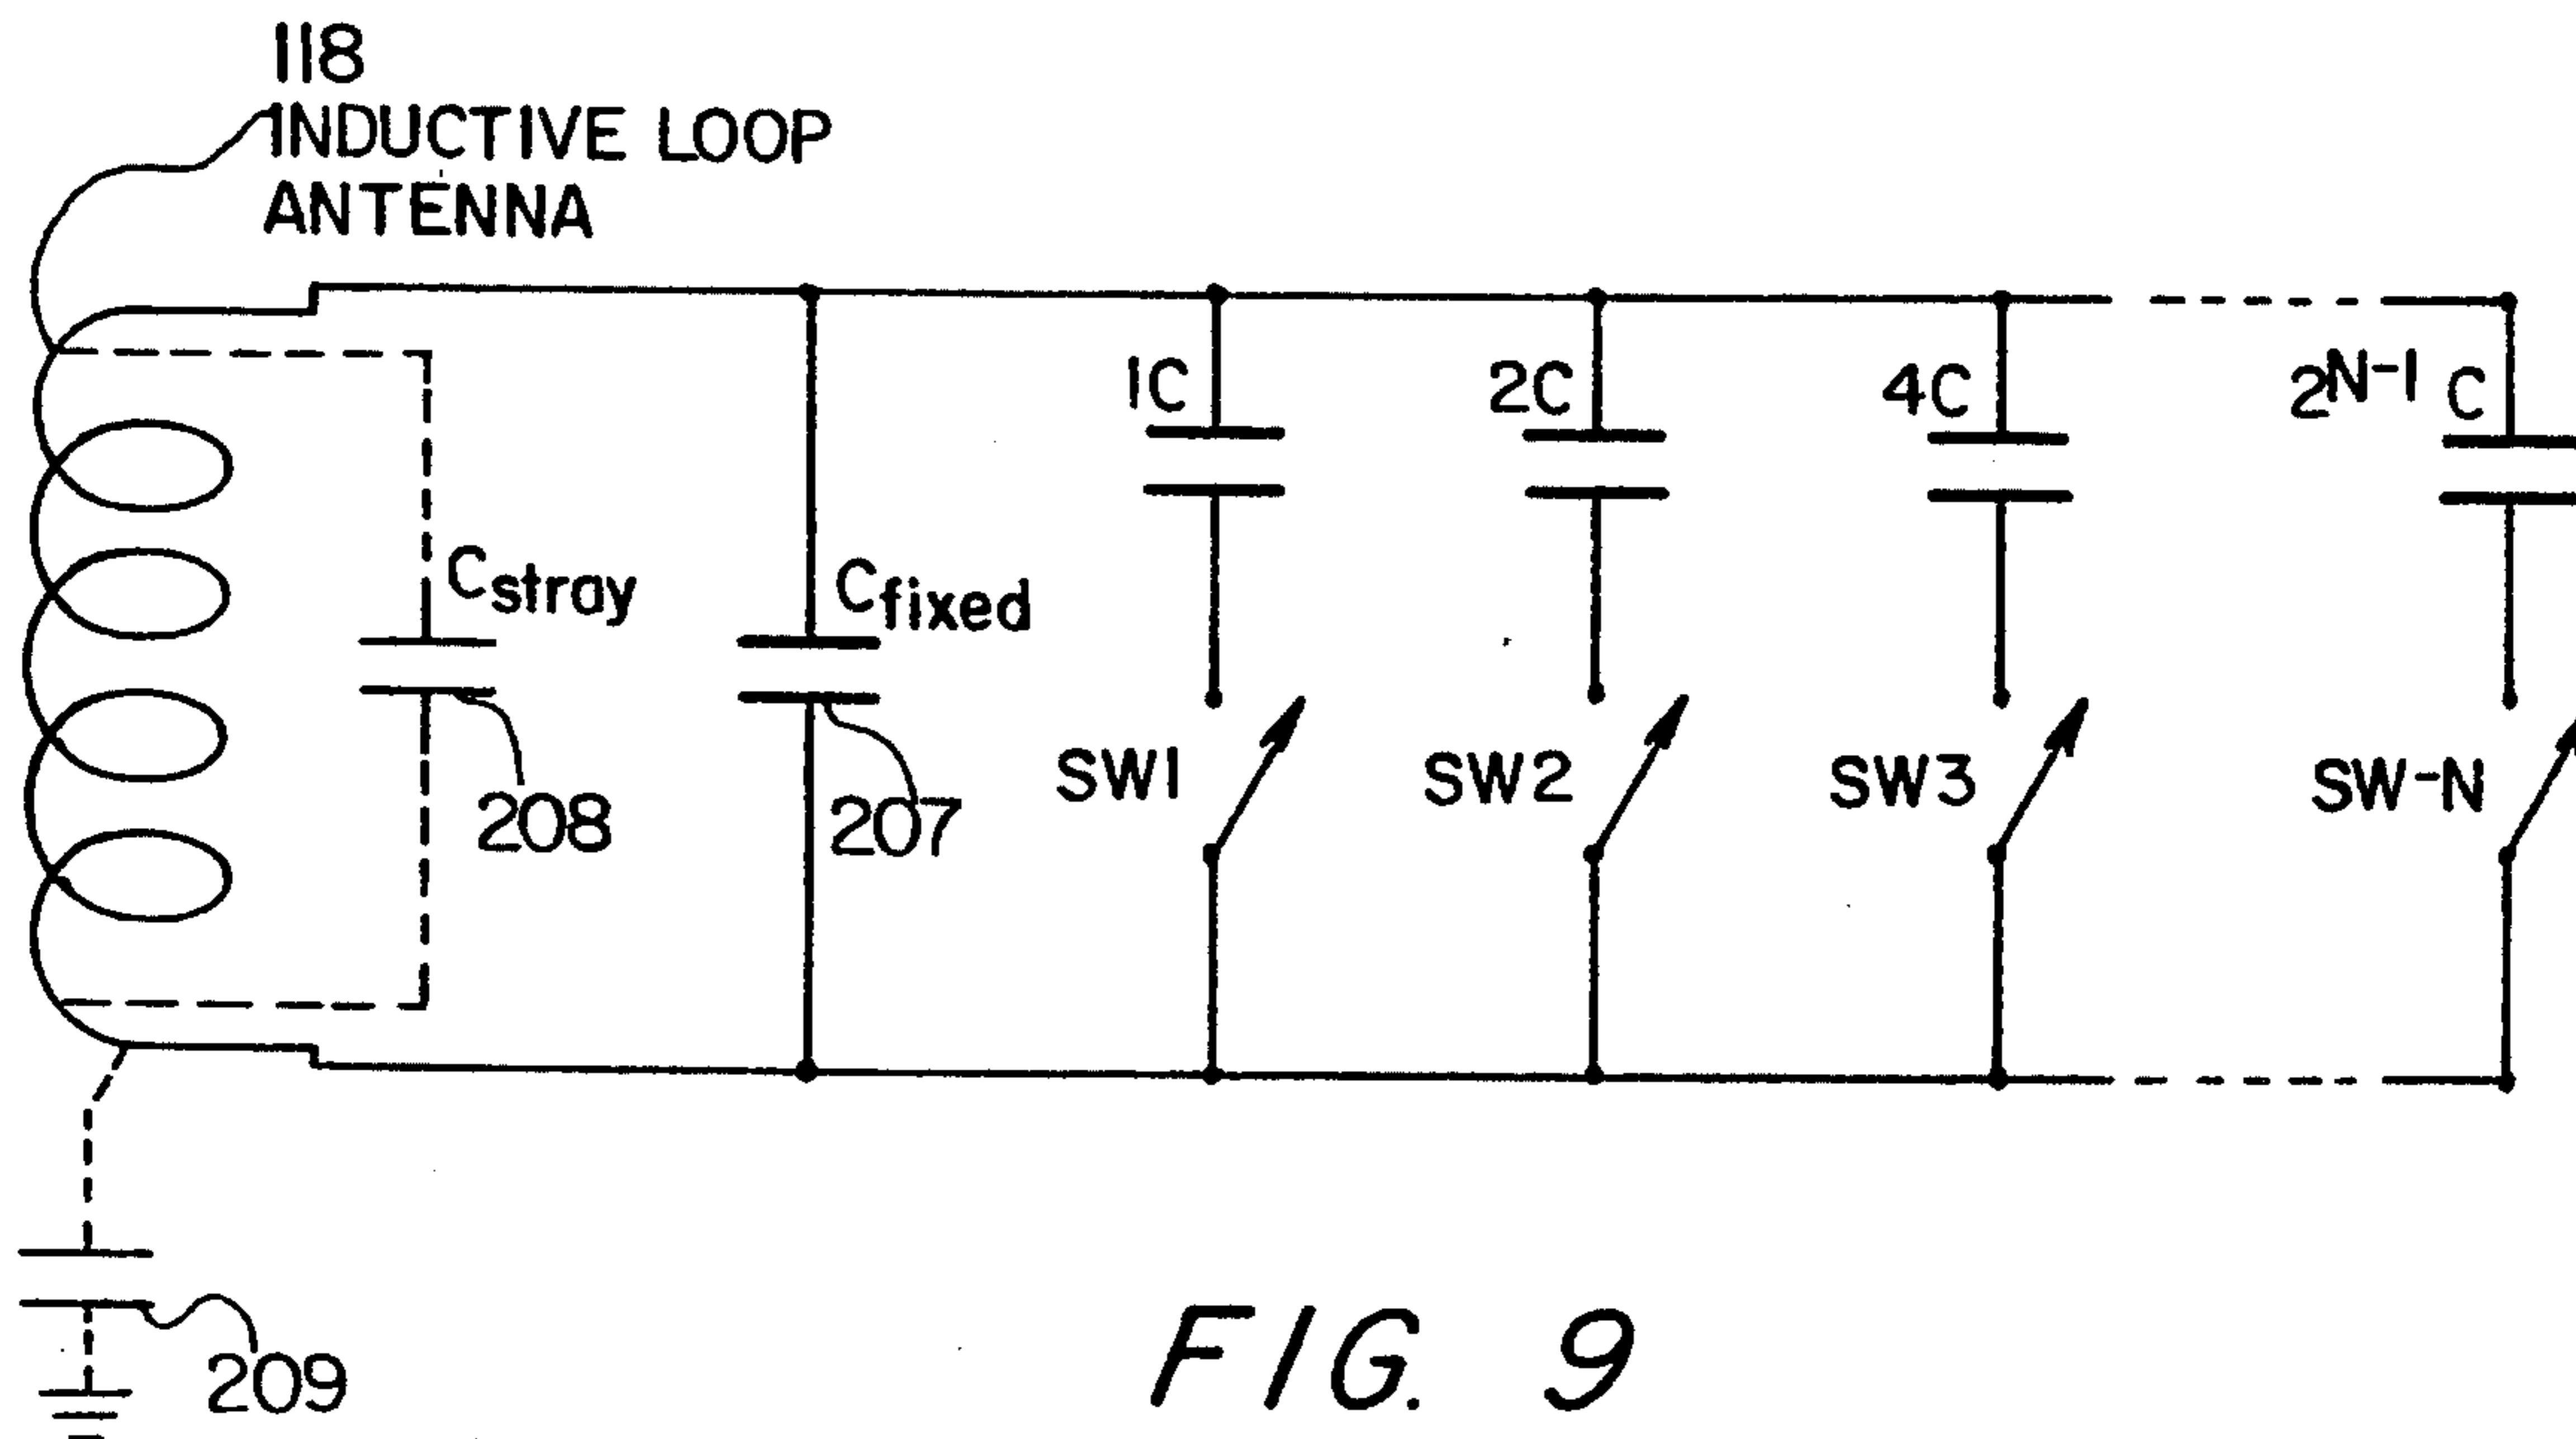 118
INDUCTIVE LOOP
ANTENNA
1C
2C
4C
2^N-1 C
Cstray
Cfixed
SW1
SW2
SW3
SW-N
208
207
209
FIG. 9